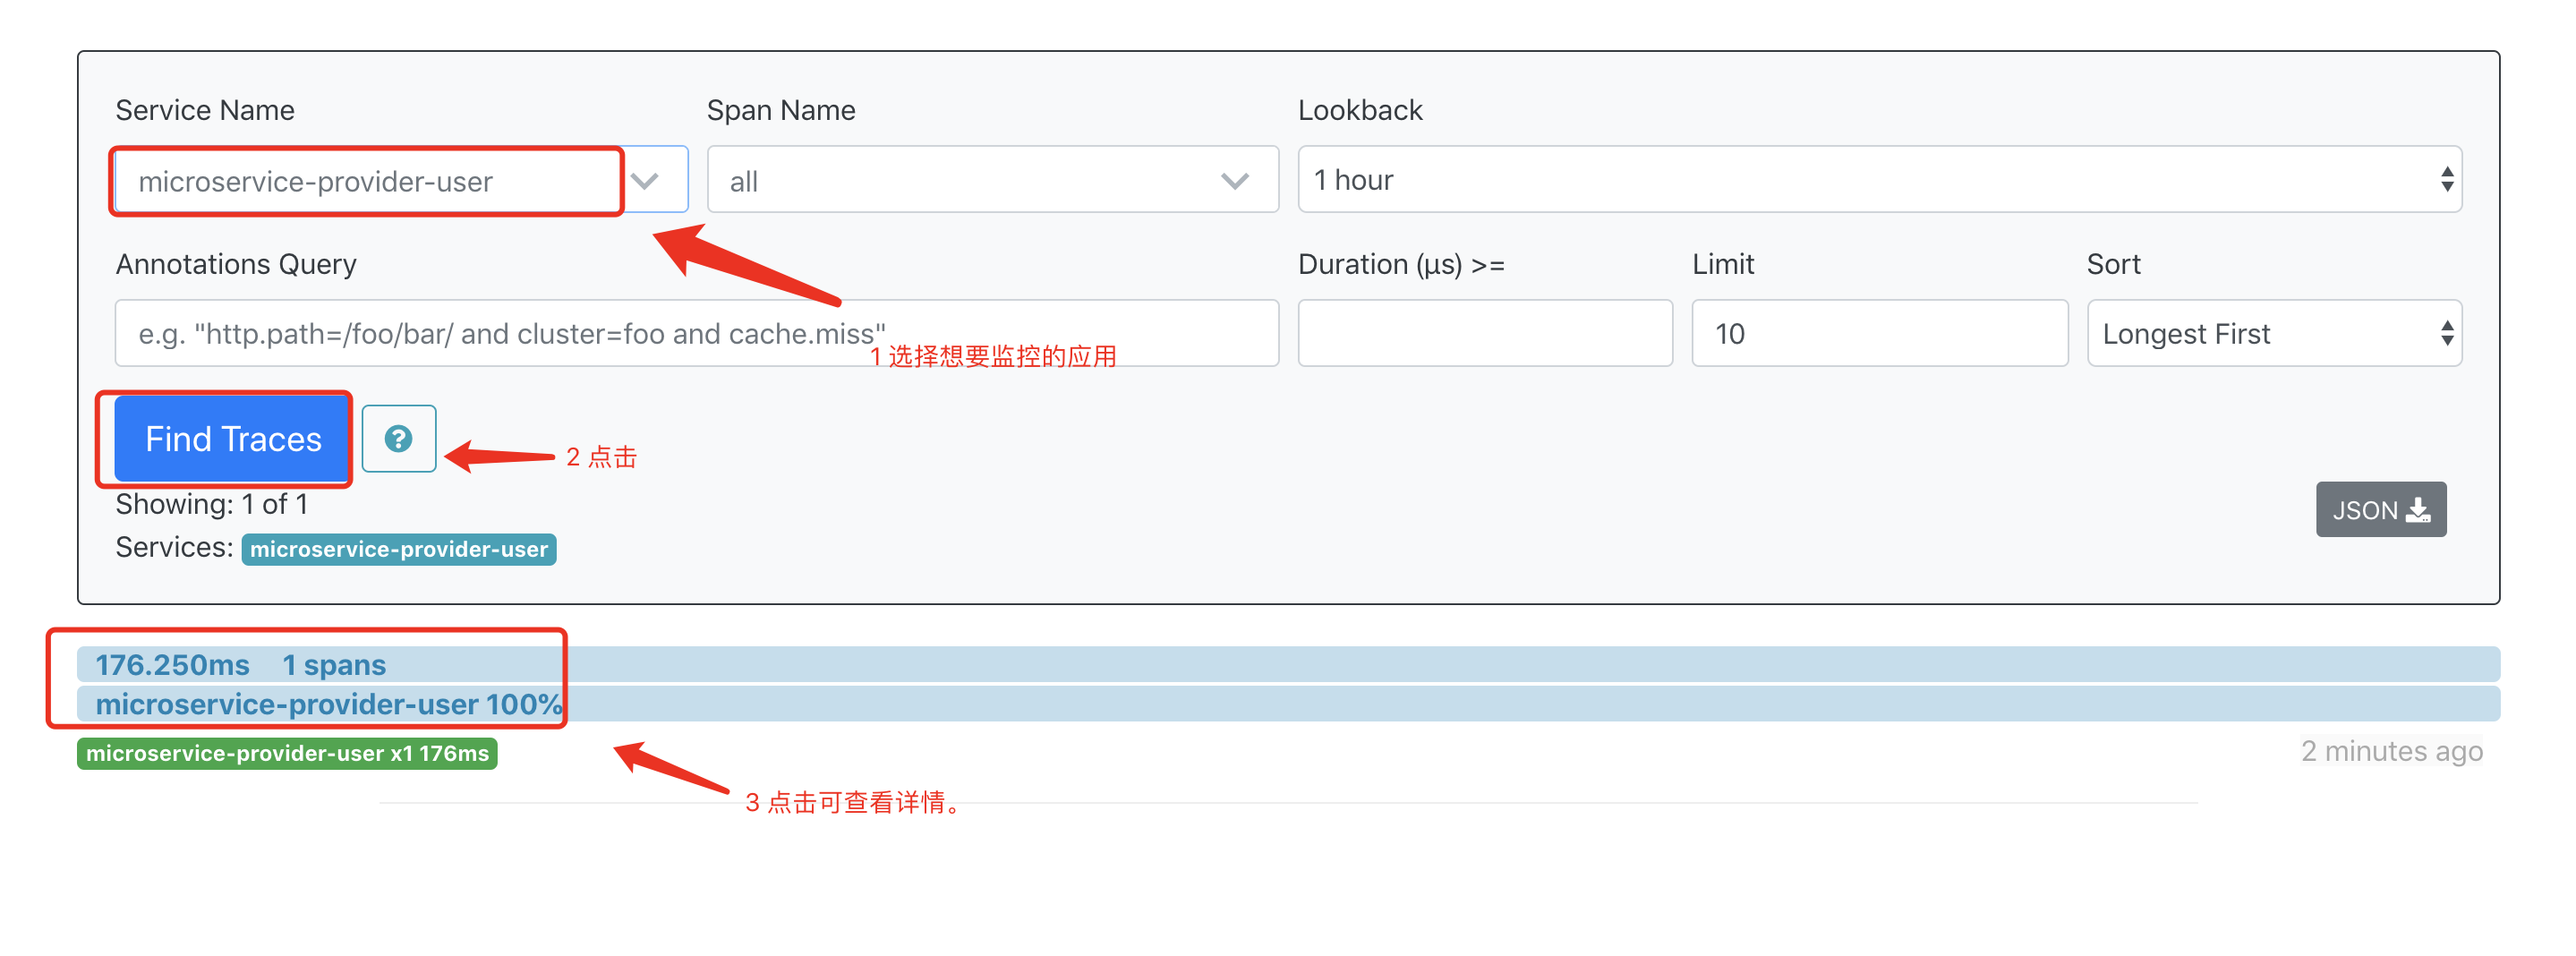 Service Name
Span Name
Lookback
microservice-provider-user
all
1 hour
Annotations Query
Duration (μs) >=
Limit
Sort
e.g. "http.path=/foo/bar/ and cluster=foo and cache.miss"
10
Longest First
1 选择想要监控的应用
Find Traces
?
2 点击
Showing: 1 of 1
JSON
Services: microservice-provider-user
176.250ms 1 spans
microservice-provider-user 100%
microservice-provider-user x1 176ms
2 minutes ago
3 点击可查看详情。